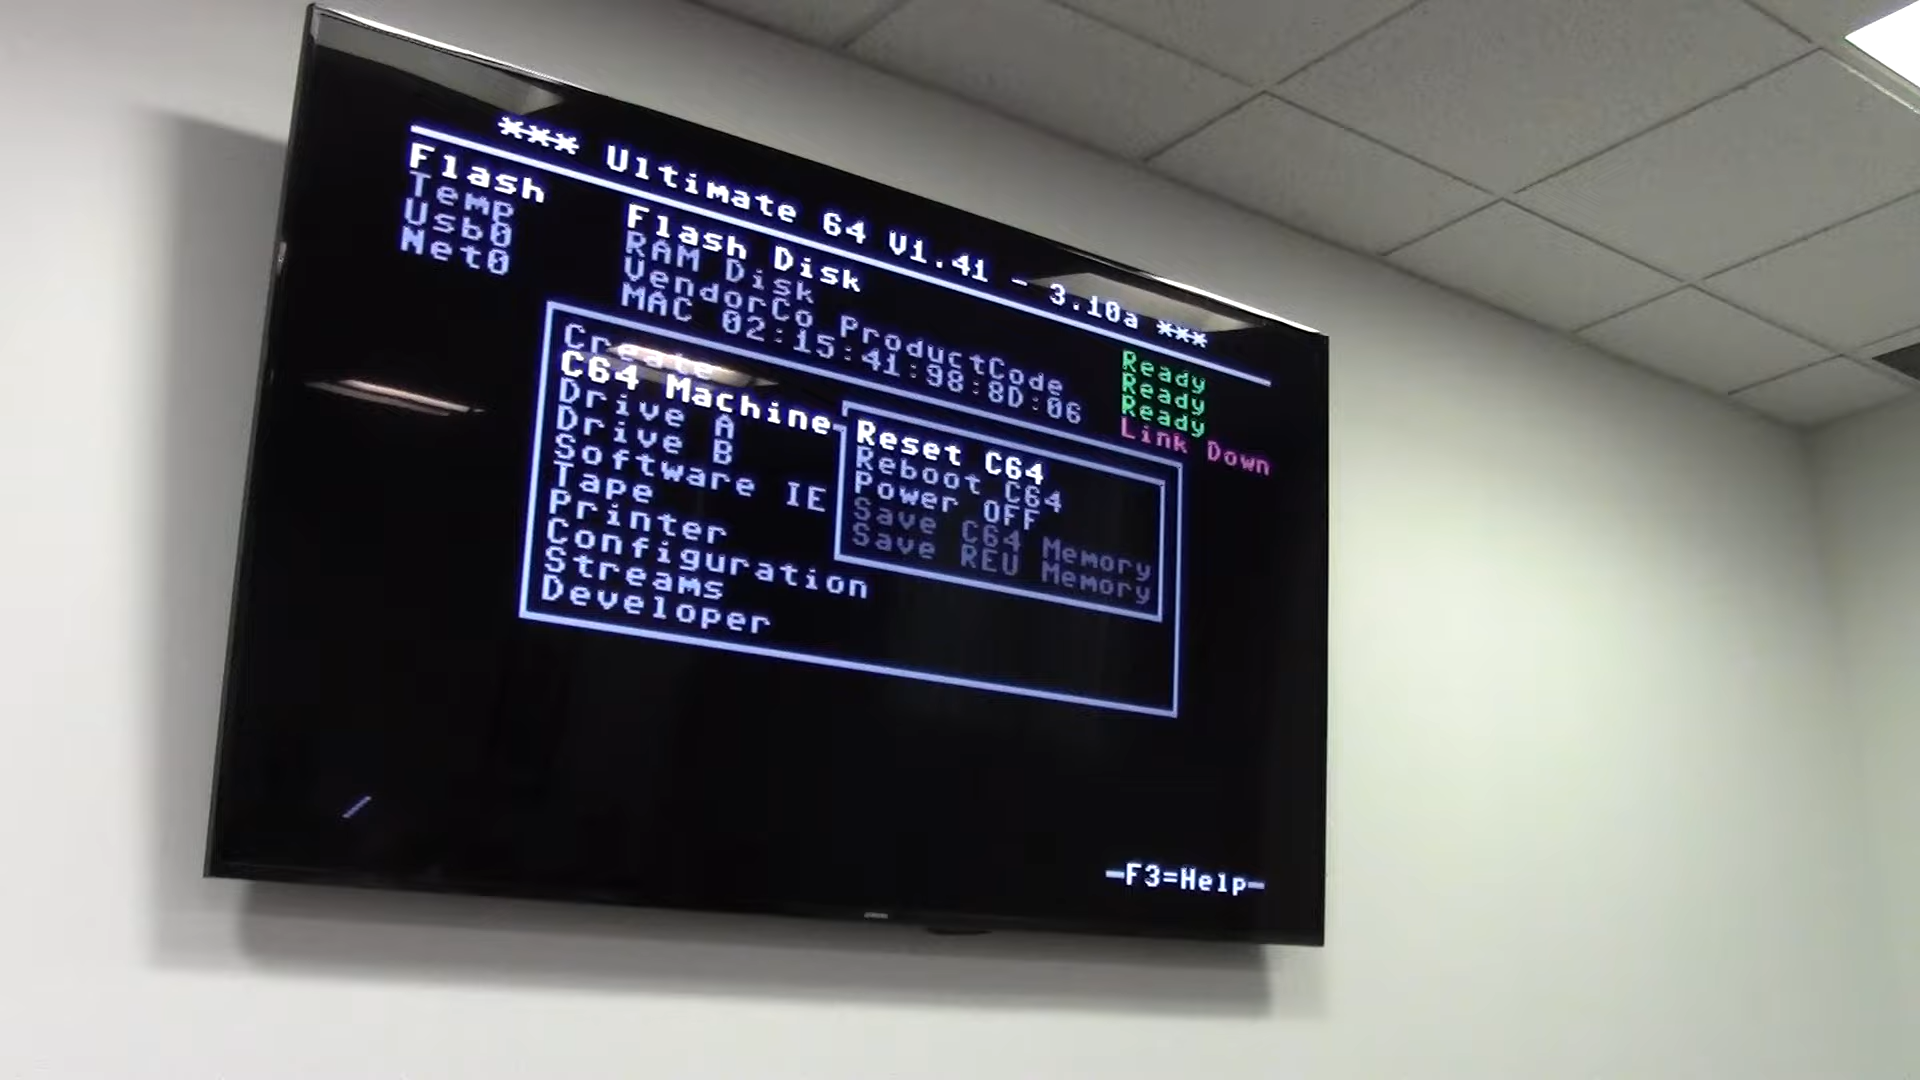 *** Ultimate 64 V1.41 - 3.10a ***
Flash Flash Disk Ready
Temp RAM Disk Ready
Usb0 VendorCo ProductCode Ready
Net0 MAC 02:15:41:98:8D:06 Link Down
Create
C64 Machine
Drive A
Drive B
Software IE
Tape
Printer
Configuration
Streams
Developer
Reset C64
Reboot C64
Power OFF
Save C64 Memory
Save REU Memory
-F3=Help-